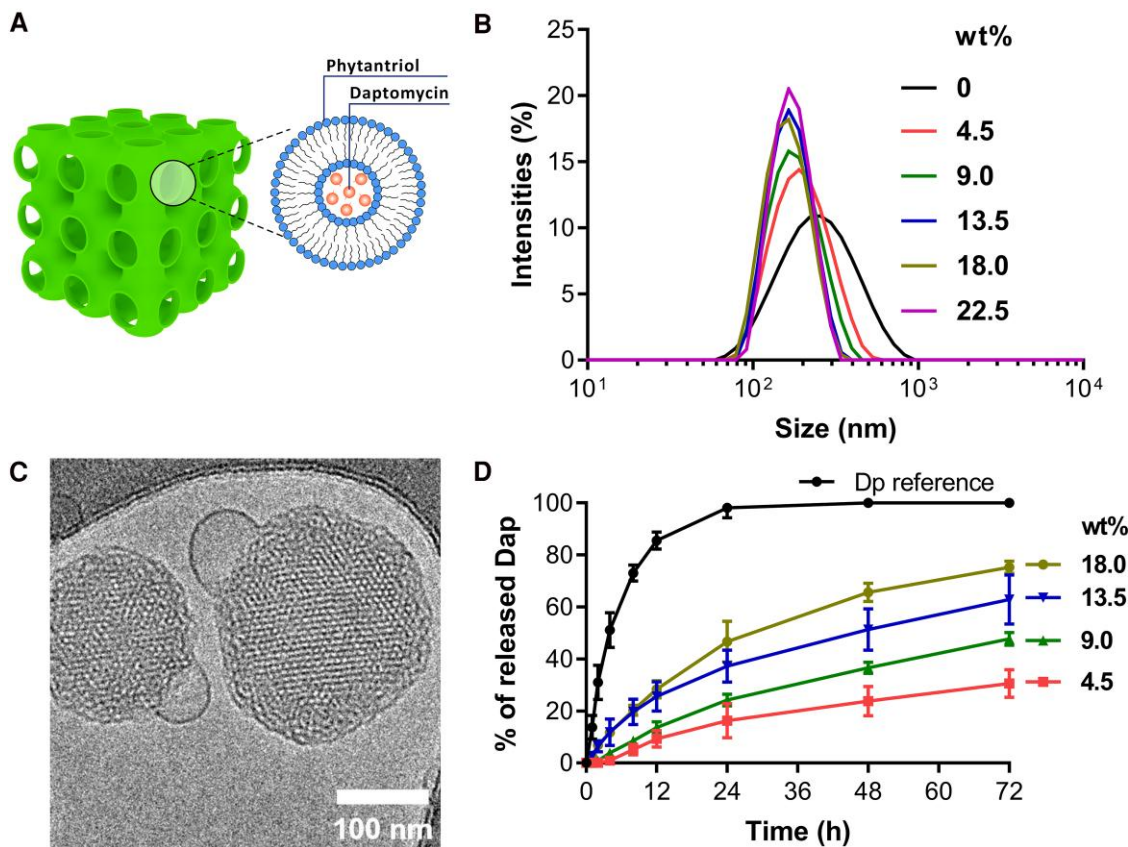 A
Phytantriol
Daptomycin
B
25
20
15
10
5
0
Intensities (%)
10¹
10²
10³
10⁴
Size (nm)
wt%
0
4.5
9.0
13.5
18.0
22.5
C
100 nm
D
Dp reference
100
80
60
40
20
0
% of released Dap
0
12
24
36
48
60
72
Time (h)
wt%
18.0
13.5
9.0
4.5